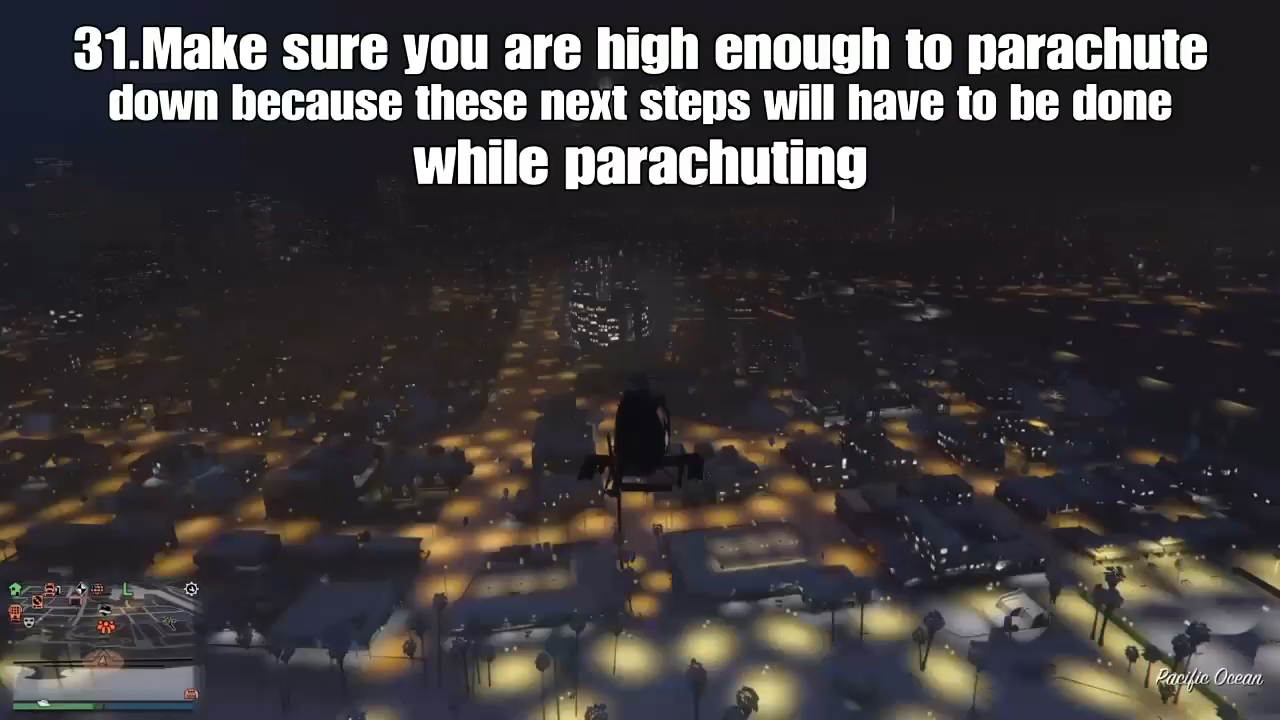 31.Make sure you are high enough to parachute
down because these next steps will have to be done
while parachuting
L
Pacific Ocean